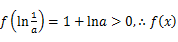 f(ln 1/a) = 1 + lna > 0, ∴ f(x)